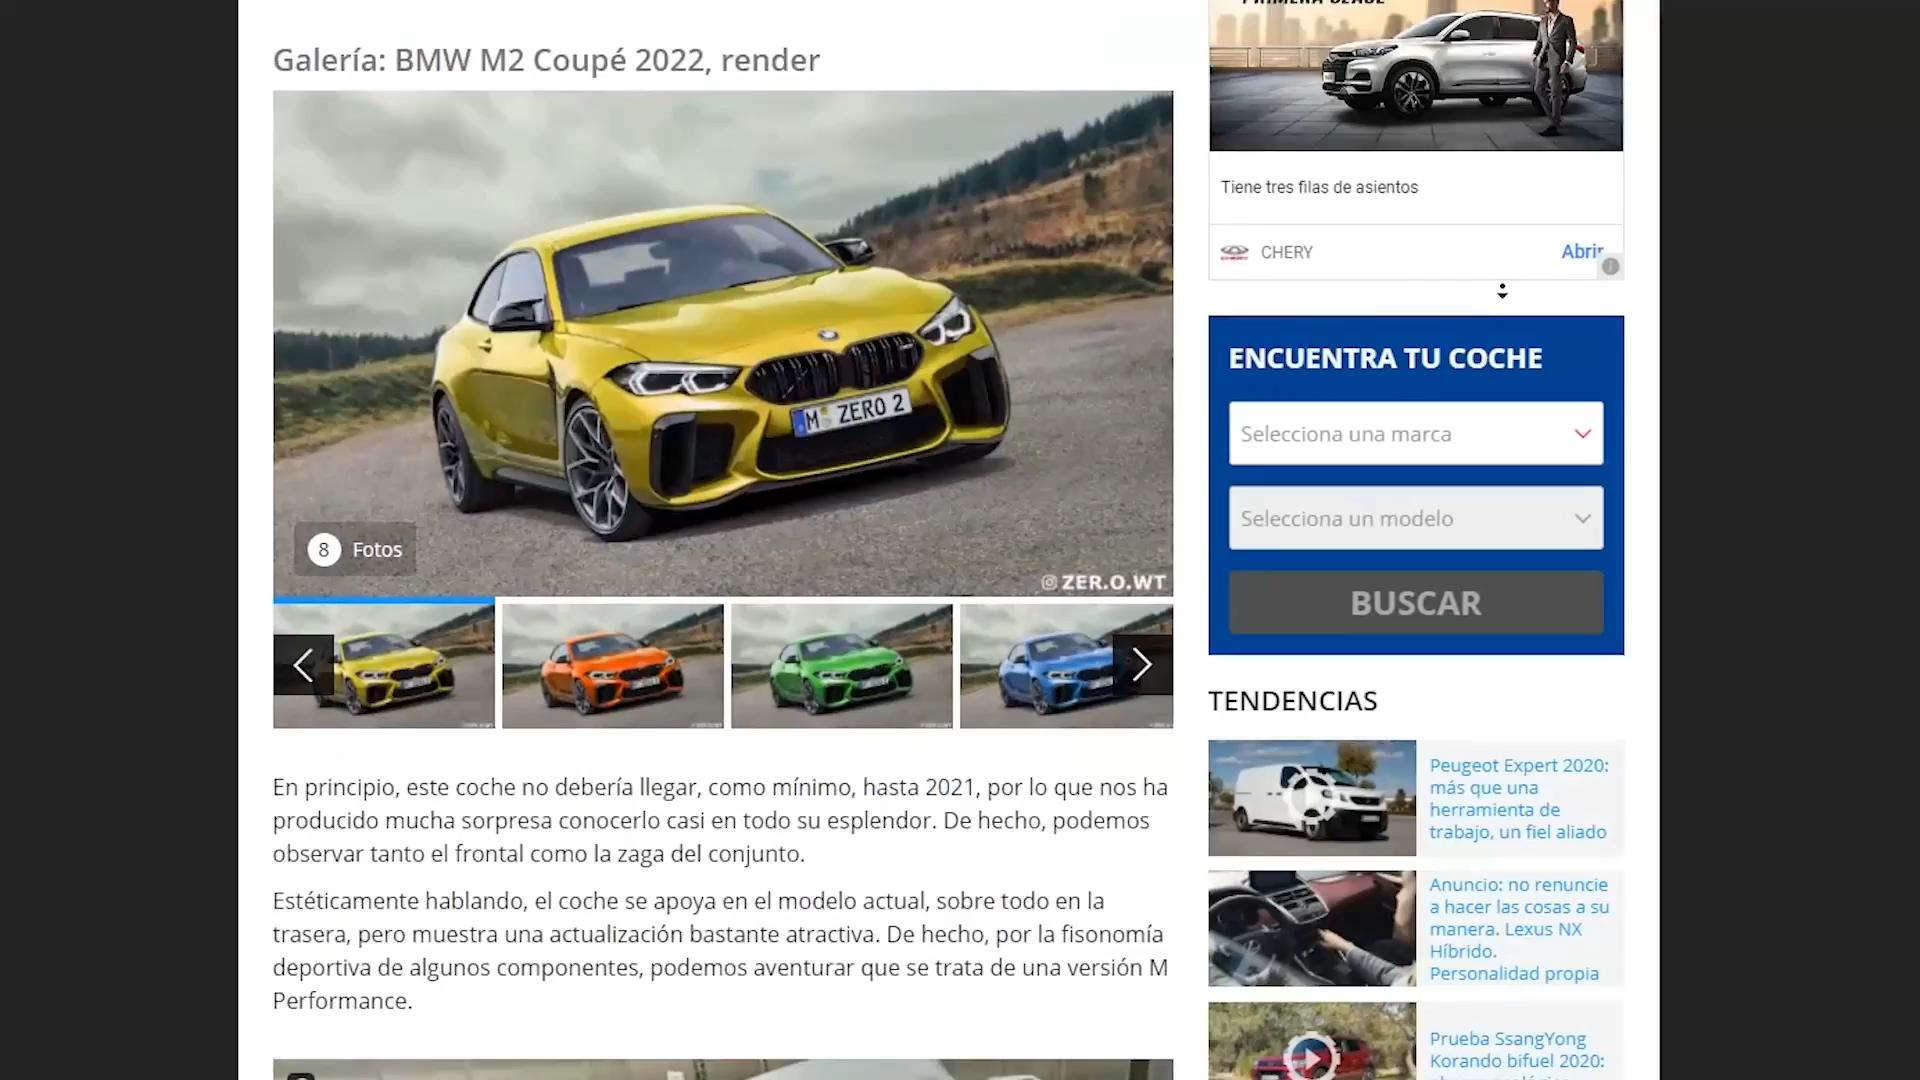 Galería: BMW M2 Coupé 2022, render
M ZERO 2
8 Fotos
ZER.O.WT
En principio, este coche no debería llegar, como mínimo, hasta 2021, por lo que nos ha
producido mucha sorpresa conocerlo casi en todo su esplendor. De hecho, podemos
observar tanto el frontal como la zaga del conjunto.
Estéticamente hablando, el coche se apoya en el modelo actual, sobre todo en la
trasera, pero muestra una actualización bastante atractiva. De hecho, por la fisonomía
deportiva de algunos componentes, podemos aventurar que se trata de una versión M
Performance.
Tiene tres filas de asientos
CHERY
Abrir
ENCUENTRA TU COCHE
Selecciona una marca
Selecciona un modelo
BUSCAR
TENDENCIAS
Peugeot Expert 2020:
más que una
herramienta de
trabajo, un fiel aliado
Anuncio: no renuncie
a hacer las cosas a su
manera. Lexus NX
Híbrido.
Personalidad propia
Prueba SsangYong
Korando bifuel 2020: